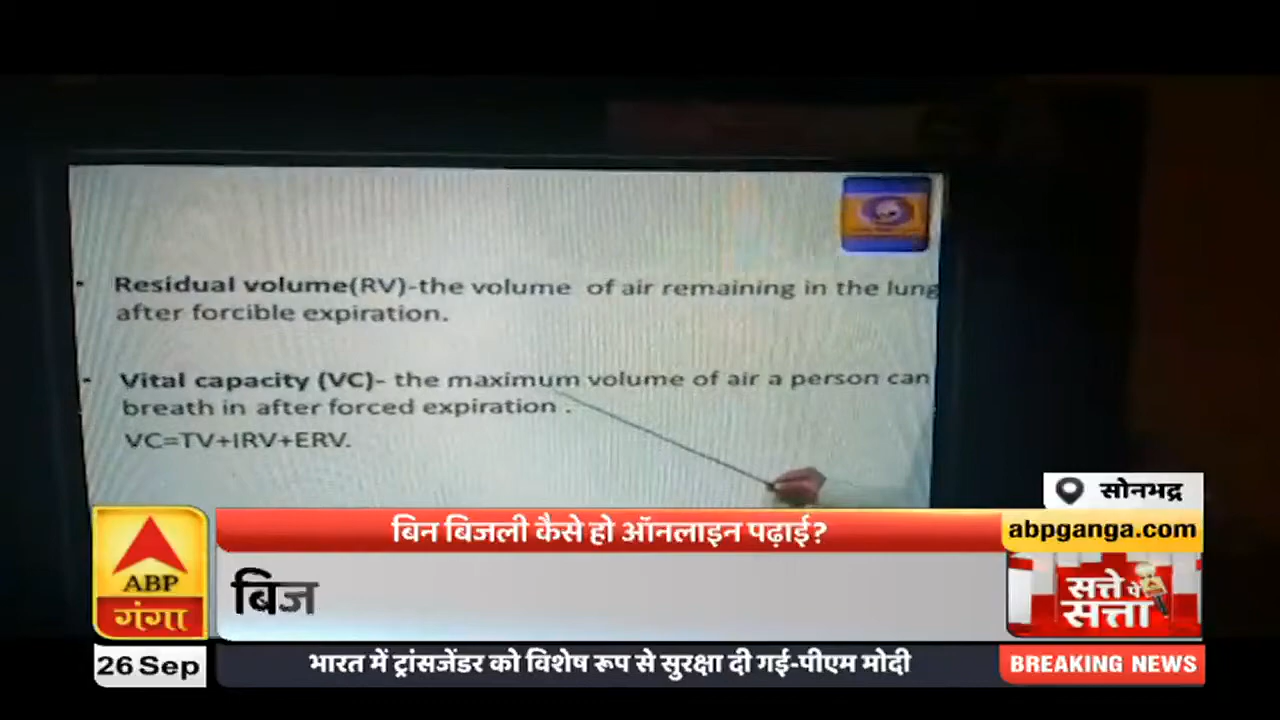 - Residual volume(RV)-the volume of air remaining in the lung
after forcible expiration.
- Vital capacity (VC)- the maximum volume of air a person can
breath in after forced expiration .
VC=TV+IRV+ERV.
सोनभद्र
बिन बिजली कैसे हो ऑनलाइन पढ़ाई?
abpganga.com
ABP
गंगा
बिज
सत्ते पे
सत्ता
26 Sep
भारत में ट्रांसजेंडर को विशेष रूप से सुरक्षा दी गई-पीएम मोदी
BREAKING NEWS